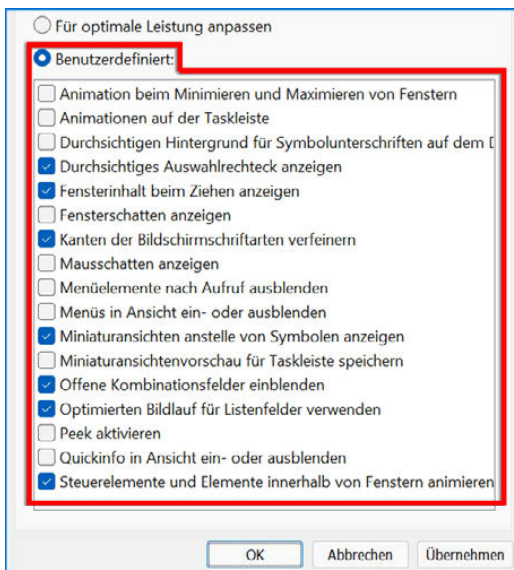 Für optimale Leistung anpassen
Benutzerdefiniert:
Animation beim Minimieren und Maximieren von Fenstern
Animationen auf der Taskleiste
Durchsichtigen Hintergrund für Symbolunterschriften auf dem
Durchsichtiges Auswahlrechteck anzeigen
Fensterinhalt beim Ziehen anzeigen
Fensterschatten anzeigen
Kanten der Bildschirmschriftarten verfeinern
Mausschatten anzeigen
Menüelemente nach Aufruf ausblenden
Menüs in Ansicht ein- oder ausblenden
Miniaturansichten anstelle von Symbolen anzeigen
Miniaturansichtenvorschau für Taskleiste speichern
Offene Kombinationsfelder einblenden
Optimierten Bildlauf für Listenfelder verwenden
Peek aktivieren
Quickinfo in Ansicht ein- oder ausblenden
Steuerelemente und Elemente innerhalb von Fenstern animieren
OK Abbrechen Übernehmen